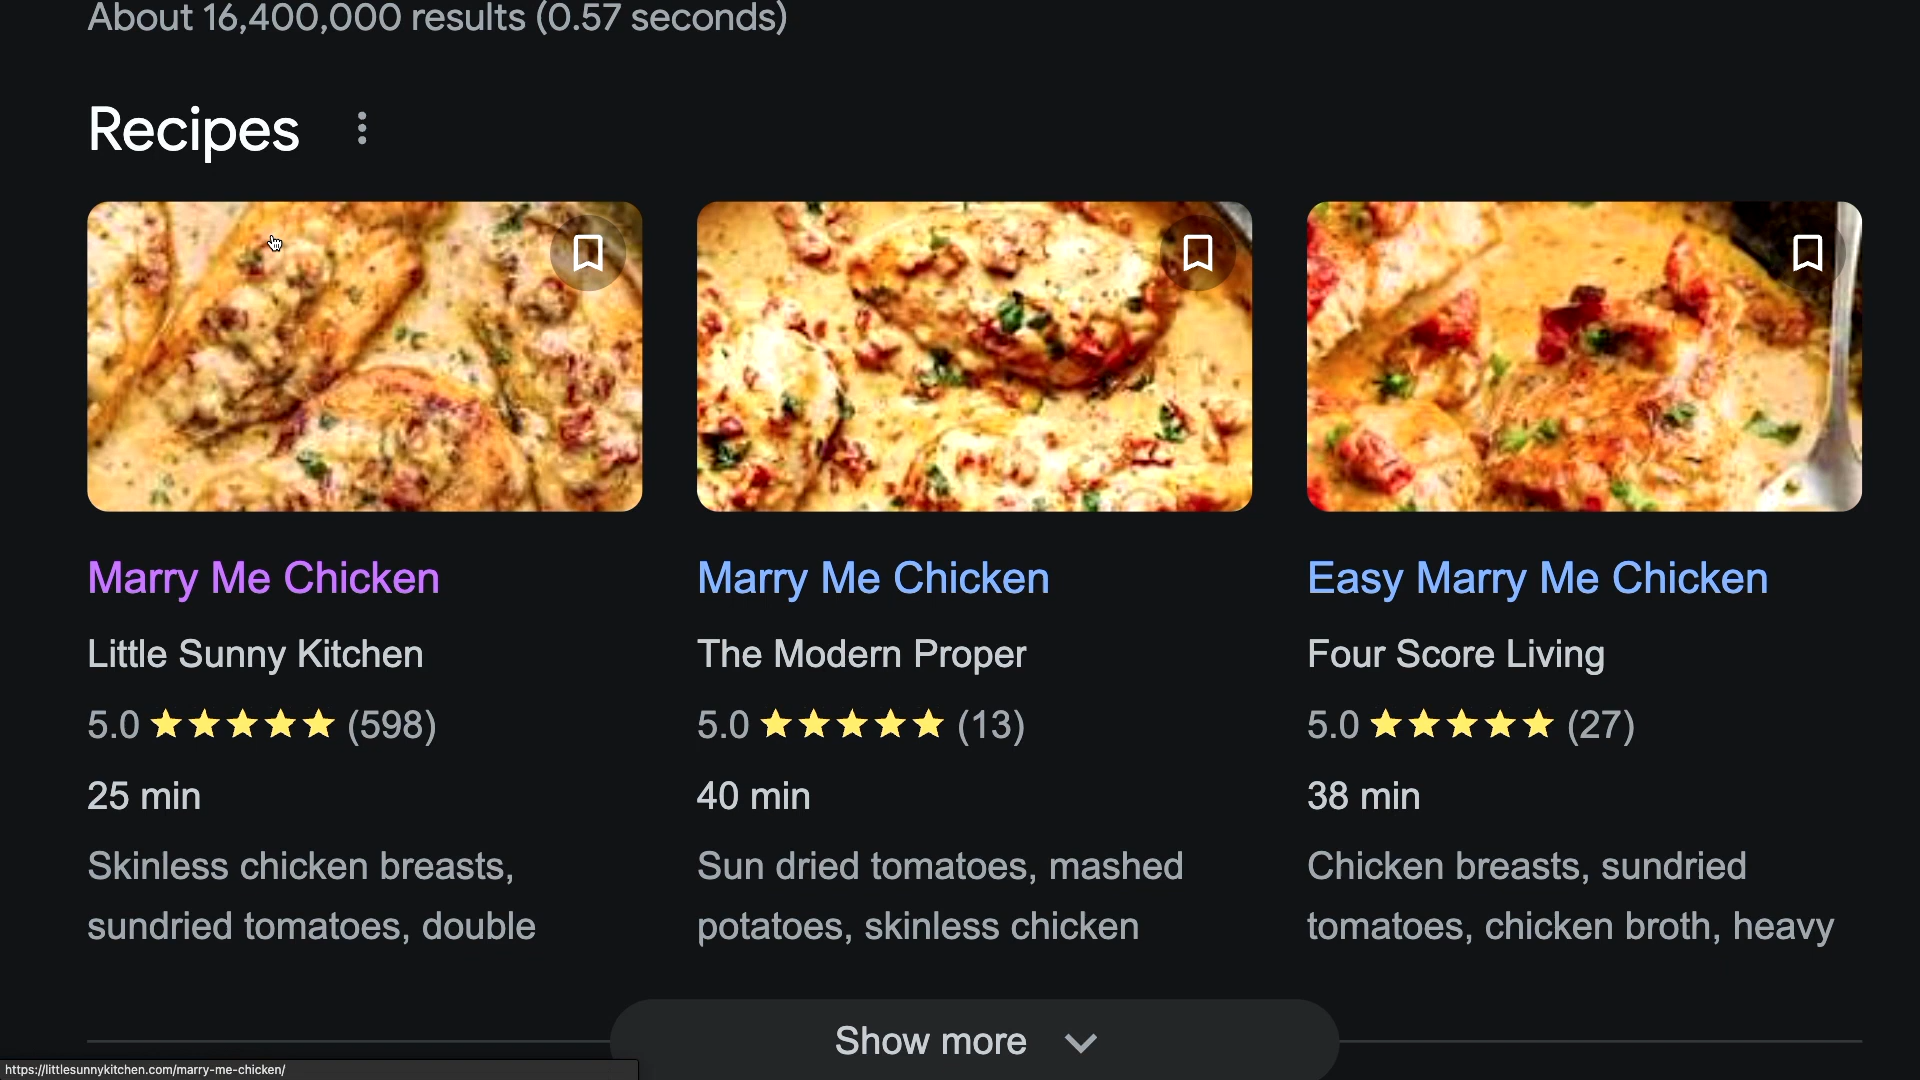 About 16,400,000 results (0.57 seconds)
Recipes
Marry Me Chicken
Little Sunny Kitchen
5.0 (598)
25 min
Skinless chicken breasts,
sundried tomatoes, double
Marry Me Chicken
The Modern Proper
5.0 (13)
40 min
Sun dried tomatoes, mashed
potatoes, skinless chicken
Easy Marry Me Chicken
Four Score Living
5.0 (27)
38 min
Chicken breasts, sundried
tomatoes, chicken broth, heavy
Show more
https://littlesunnykitchen.com/marry-me-chicken/